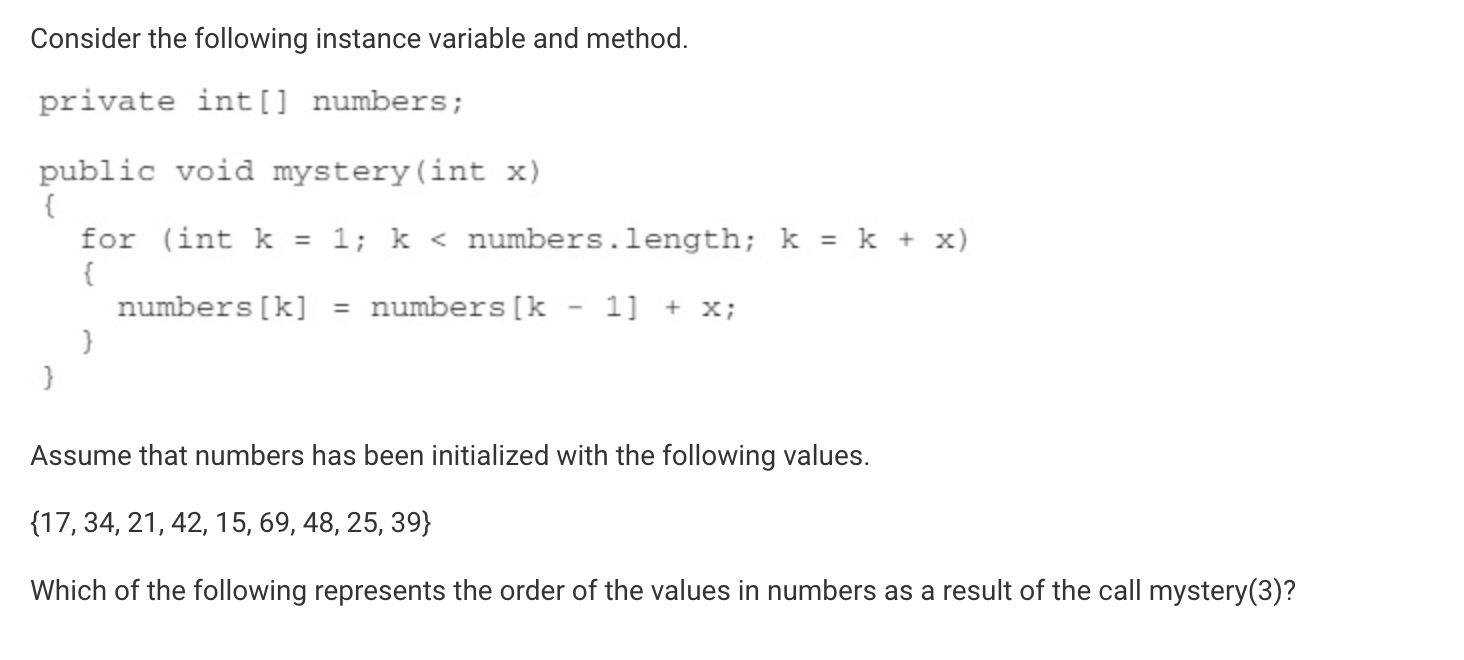 Consider the following instance variable and method.
private int[] numbers;
public void mystery(int x)
{
for (int k = 1; k < numbers.length; k = k + x)
{
numbers[k] = numbers[k - 1] + x;
}
}
Assume that numbers has been initialized with the following values.
{17, 34, 21, 42, 15, 69, 48, 25, 39}
Which of the following represents the order of the values in numbers as a result of the call mystery(3)?